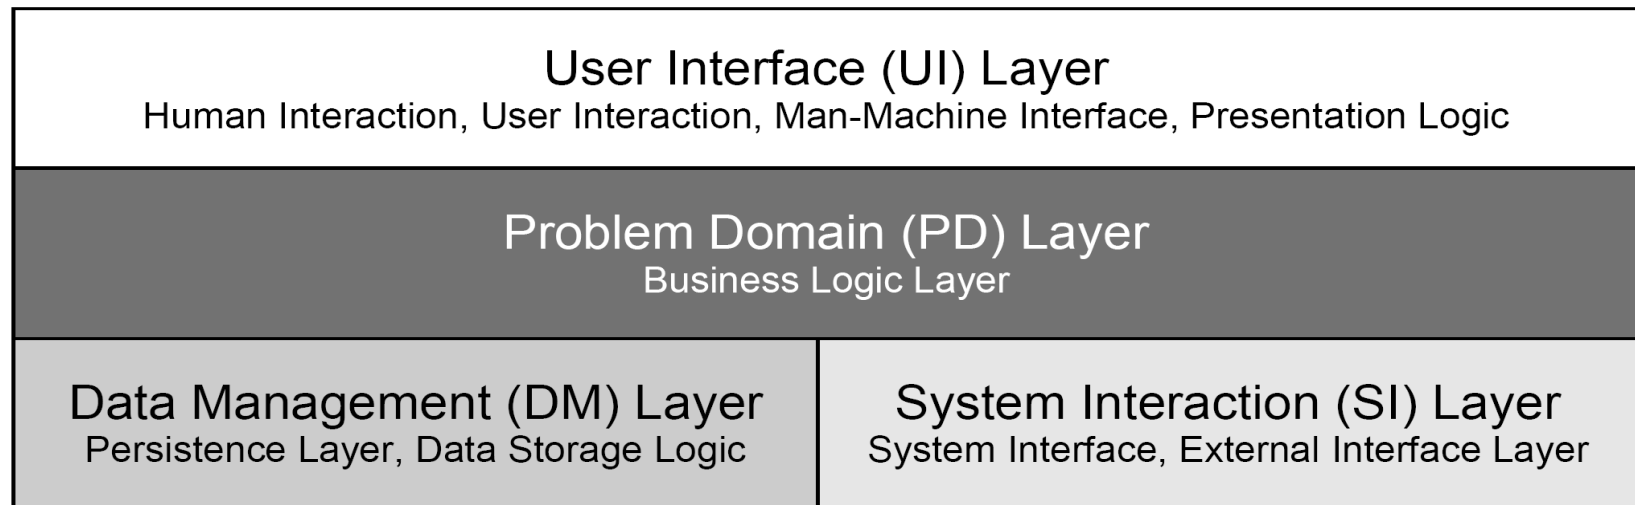 User Interface (UI) Layer
Human Interaction, User Interaction, Man-Machine Interface, Presentation Logic
Problem Domain (PD) Layer
Business Logic Layer
Data Management (DM) Layer
Persistence Layer, Data Storage Logic
System Interaction (SI) Layer
System Interface, External Interface Layer